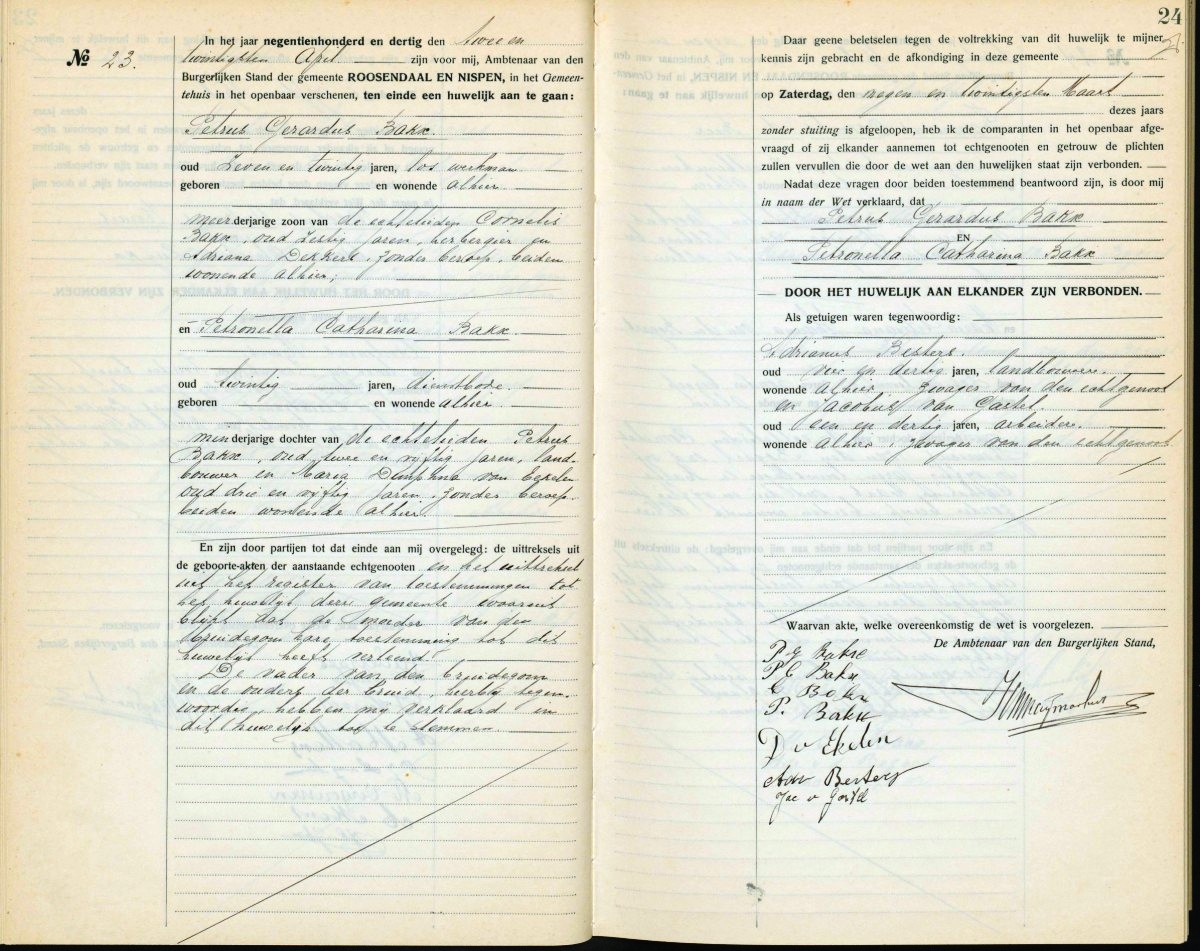 No 23.
In het jaar negentienhonderd en dertig den twee en
twintigsten April zijn voor mij, Ambtenaar van den
Burgerlijken Stand der gemeente ROOSENDAAL EN NISPEN, in het Gemeen-
tehuis in het openbaar verschenen, ten einde een huwelijk aan te gaan:
Petrus Gerardus Bakx
oud Zeven en twintig jaren, los werkman
geboren en wonende alhier
meerderjarige zoon van de echtelieden Cornelis
Bakx, oud zestig jaren, herbergier en
Adriana Dekkers, zonder beroep, beiden
wonende alhier;
en Petronella Catharina Bakx
oud twintig jaren, dienstbode.
geboren en wonende alhier
minderjarige dochter van de echtelieden Petrus
Bakx, oud twee en vijftig jaren, land-
bouwer en Maria Dimphna van Eekelen
oud drie en vijftig jaren, zonder beroep.
beiden wonende alhier.
En zijn door partijen tot dat einde aan mij overgelegd: de uittreksels uit
de geboorte-akten der aanstaande echtgenooten en het uittreksel
uit het register van toestemmingen tot
het huwelijk dezer gemeente waaruit
blijkt dat de moeder van den
bruidegom hare toestemming tot dit
huwelijk heeft verleend.
De vader van den bruidegom
en de ouders der bruid, hierbij tegen-
woordig, hebben mij verklaard in
dit huwelijk toe te stemmen.
24
Daar geene beletselen tegen de voltrekking van dit huwelijk te mijner
kennis zijn gebracht en de afkondiging in deze gemeente
op Zaterdag, den negen en twintigsten Maart
dezes jaars
zonder stuiting is afgeloopen, heb ik de comparanten in het openbaar afge-
vraagd of zij elkander aannemen tot echtgenooten en getrouw de plichten
zullen vervullen die door de wet aan den huwelijken staat zijn verbonden.
Nadat deze vragen door beiden toestemmend beantwoord zijn, is door mij
in naam der Wet verklaard, dat
Petrus Gerardus Bakx
EN
Petronella Catharina Bakx
DOOR HET HUWELIJK AAN ELKANDER ZIJN VERBONDEN.
Als getuigen waren tegenwoordig:
Adrianus Besters.
oud vier en dertig jaren, landbouwer.
wonende alhier, zwager van den echtgenoot
en Jacobus van Gastel.
oud een en dertig jaren, arbeider.
wonende alhier, zwager van den echtgenoot
Waarvan akte, welke overeenkomstig de wet is voorgelezen.
De Ambtenaar van den Burgerlijken Stand,
P G Bakx
P C Bakx
C Bakx
P. Bakx
D v Ekelen
Adr Besters
Jac v Gastel